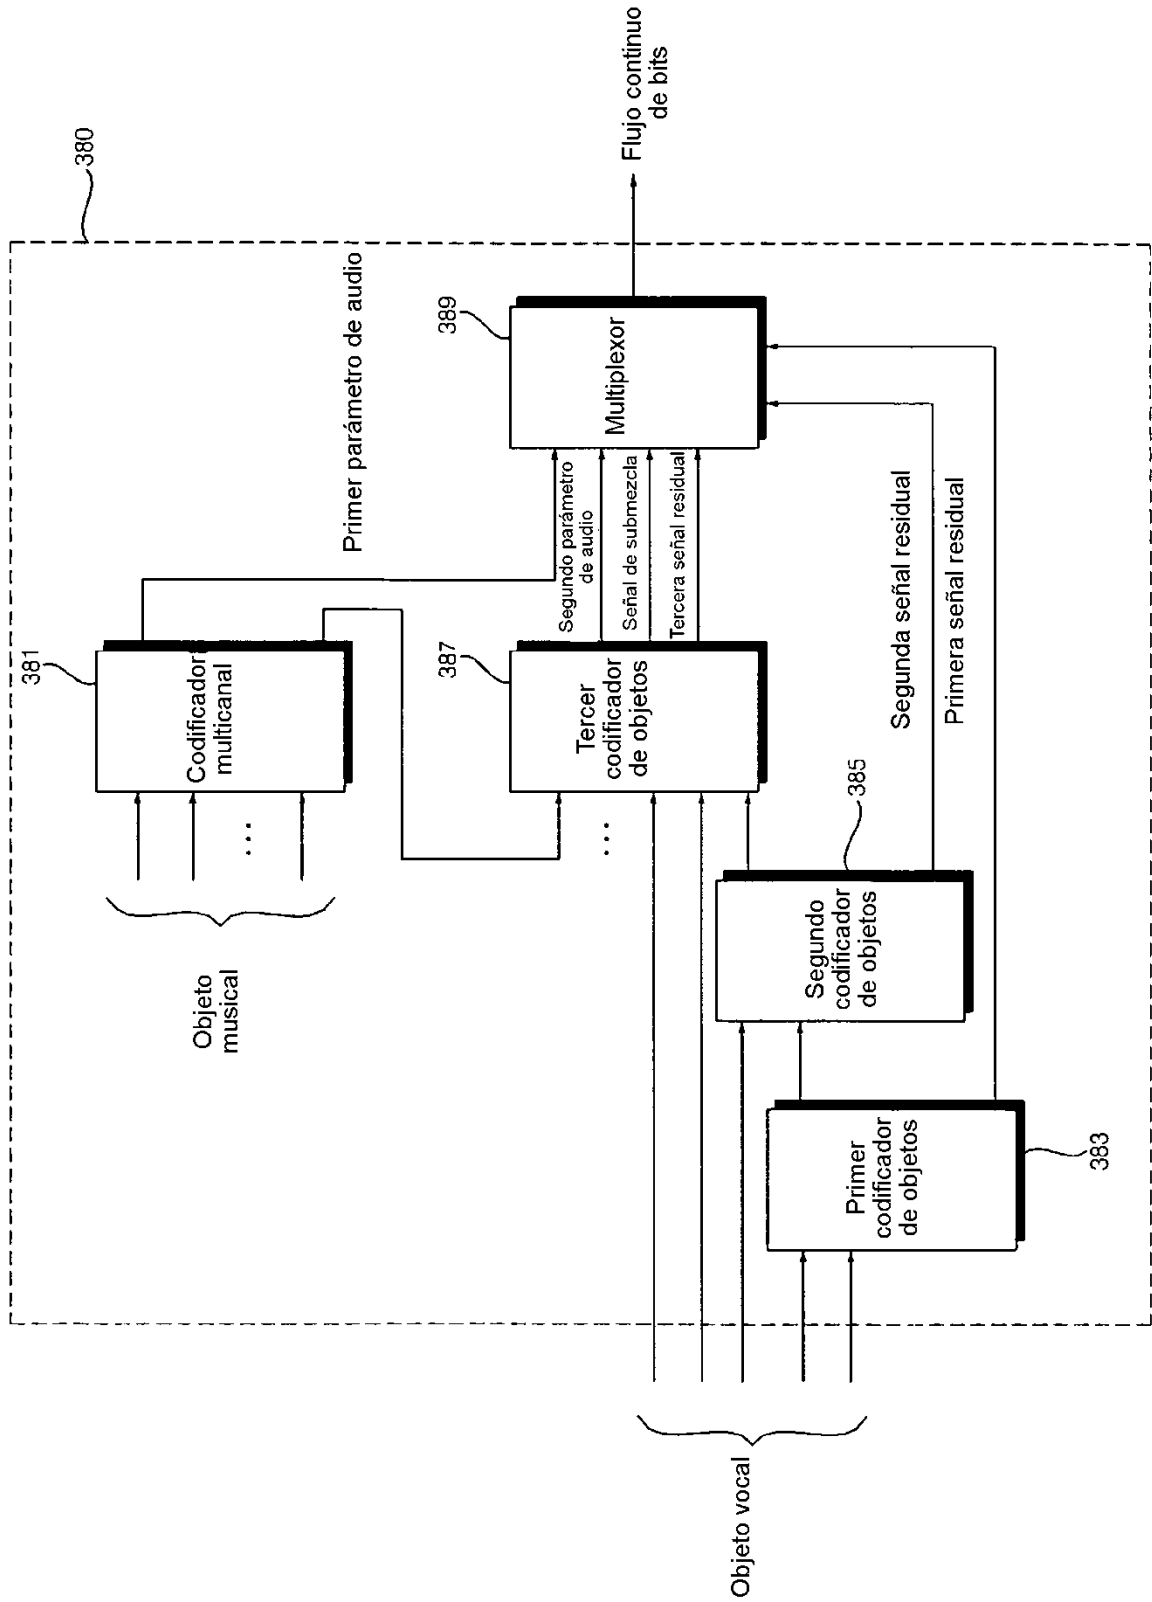 380
Objeto
musical
381
Codificador
multicanal
Primer parámetro de audio
387
Tercer
codificador
de objetos
Segundo parámetro
de audio
Señal de submezcla
Tercera señal residual
389
Multiplexor
Flujo continuo
de bits
Objeto vocal
Primer
codificador
de objetos
383
Segundo
codificador
de objetos
385
Segunda señal residual
Primera señal residual